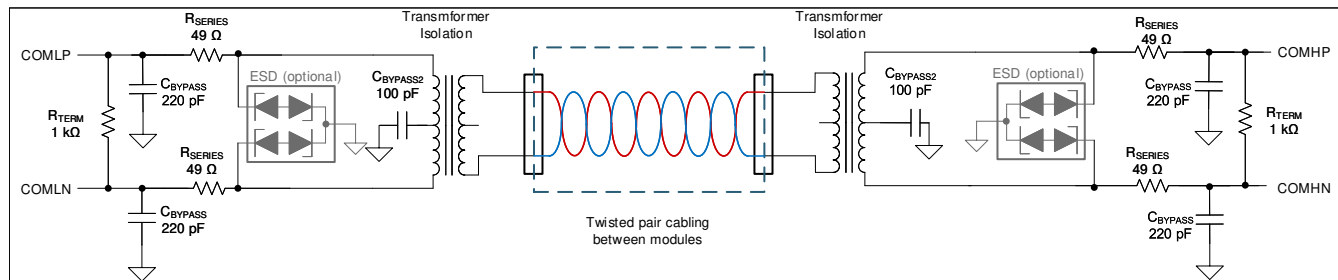 Transmformer
Isolation
Transmformer
Isolation
RSERIES
49 Ω
COMLP
CBYPASS
220 pF
RTERM
1 kΩ
ESD (optional)
CBYPASS2
100 pF
RSERIES
49 Ω
COMLN
CBYPASS
220 pF
Twisted pair cabling
between modules
CBYPASS2
100 pF
ESD (optional)
RSERIES
49 Ω
COMHP
CBYPASS
220 pF
RTERM
1 kΩ
RSERIES
49 Ω
COMHN
CBYPASS
220 pF